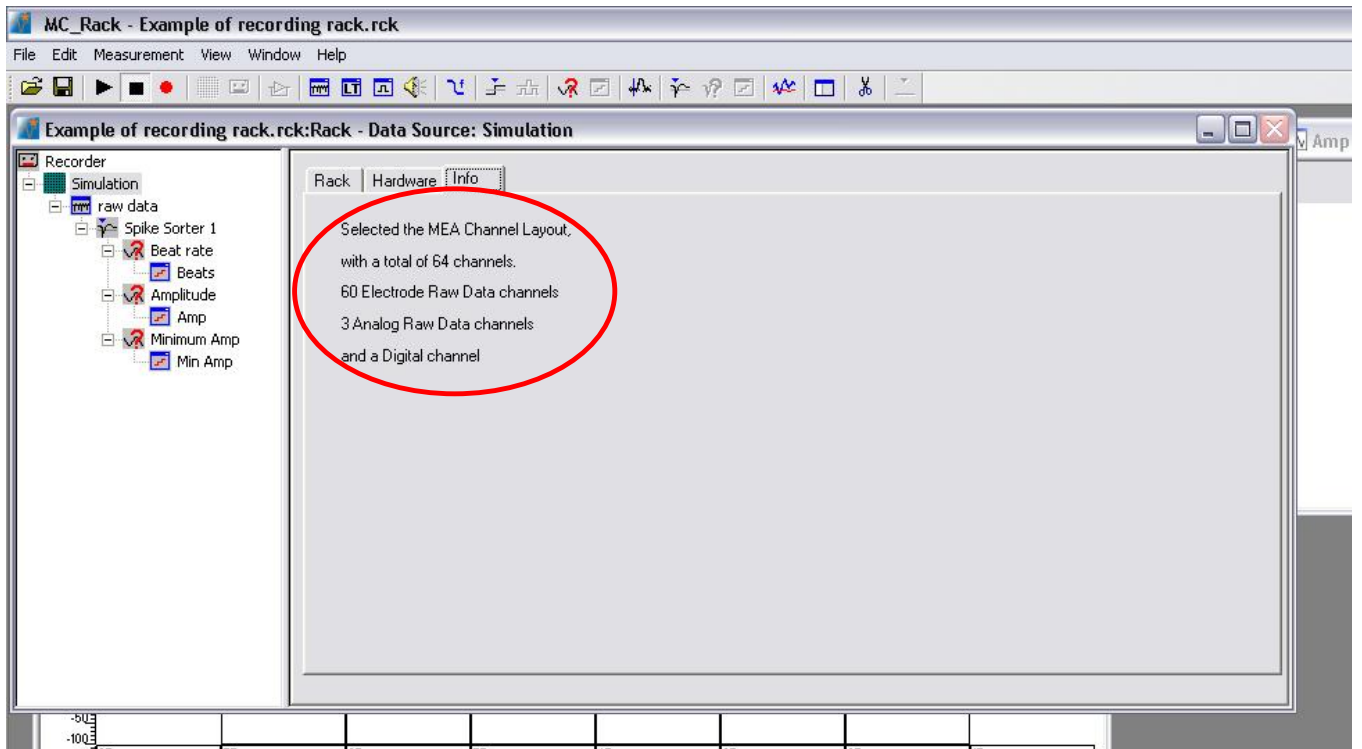 MC_Rack - Example of recording rack.rck
File Edit Measurement View Window Help
LT
Example of recording rack.rck:Rack - Data Source: Simulation
Amp
Recorder
Simulation
raw data
Spike Sorter 1
Beat rate
Beats
Amplitude
Amp
Minimum Amp
Min Amp
Rack Hardware Info
Selected the MEA Channel Layout,
with a total of 64 channels.
60 Electrode Raw Data channels
3 Analog Raw Data channels
and a Digital channel
-50
-100